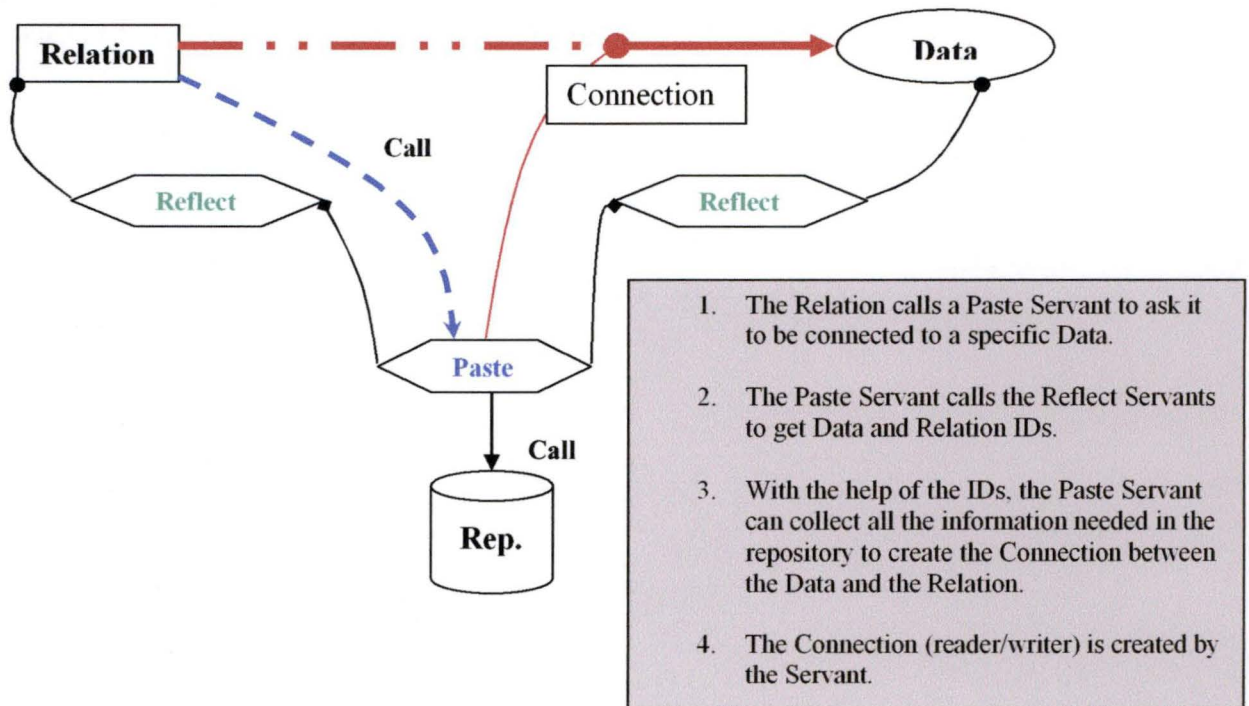 Relation
Data
Connection
Call
Reflect
Reflect
Paste
Call
Rep.
1. The Relation calls a Paste Servant to ask it
to be connected to a specific Data.
2. The Paste Servant calls the Reflect Servants
to get Data and Relation IDs.
3. With the help of the IDs, the Paste Servant
can collect all the information needed in the
repository to create the Connection between
the Data and the Relation.
4. The Connection (reader/writer) is created by
the Servant.